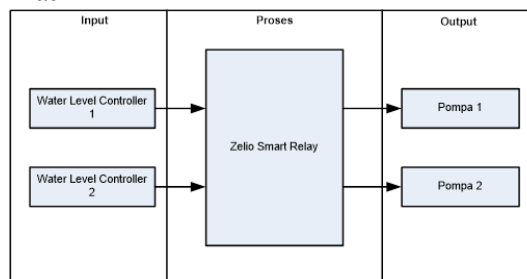 Input
Proses
Output
Water Level Controller
1
Zelio Smart Relay
Pompa 1
Water Level Controller
2
Pompa 2